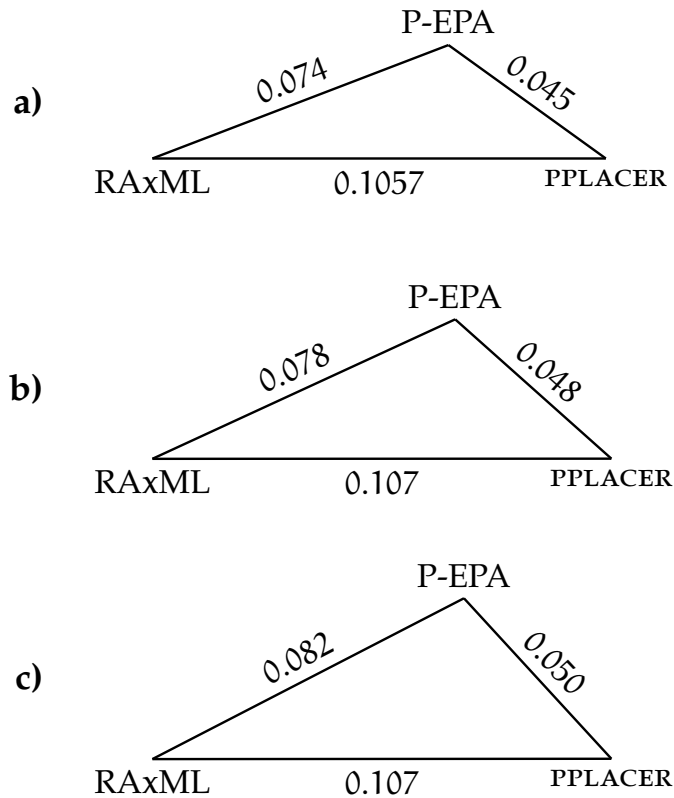 P-EPA
0.074
0.045
a)
RAxML
0.1057
PPLACER
P-EPA
0.078
0.048
b)
RAxML
0.107
PPLACER
P-EPA
0.082
0.050
c)
RAxML
0.107
PPLACER